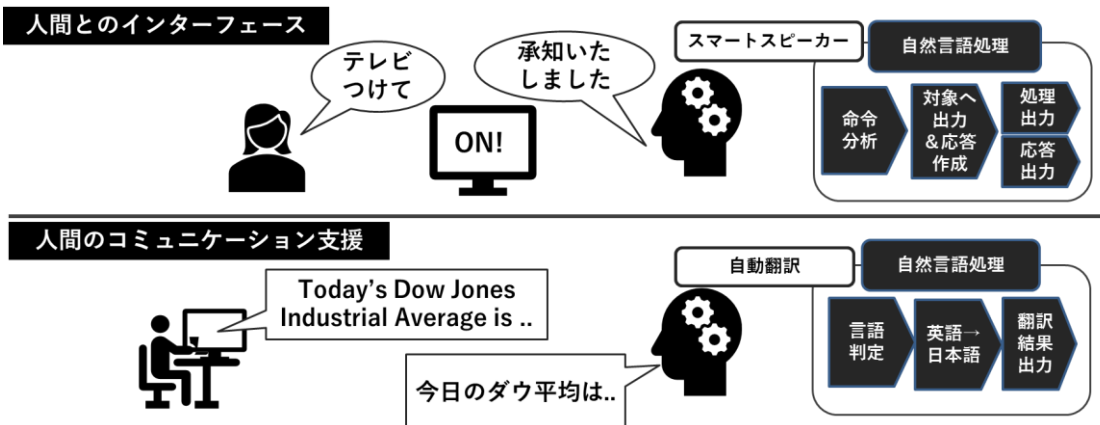 人間とのインターフェース
テレビ
つけて
ON!
承知いた
しました
スマートスピーカー
自然言語処理
命令
分析
対象へ
出力
&応答
作成
処理
出力
応答
出力
人間のコミュニケーション支援
Today's Dow Jones
Industrial Average is ..
今日のダウ平均は..
自動翻訳
自然言語処理
言語
判定
英語→
日本語
翻訳
結果
出力